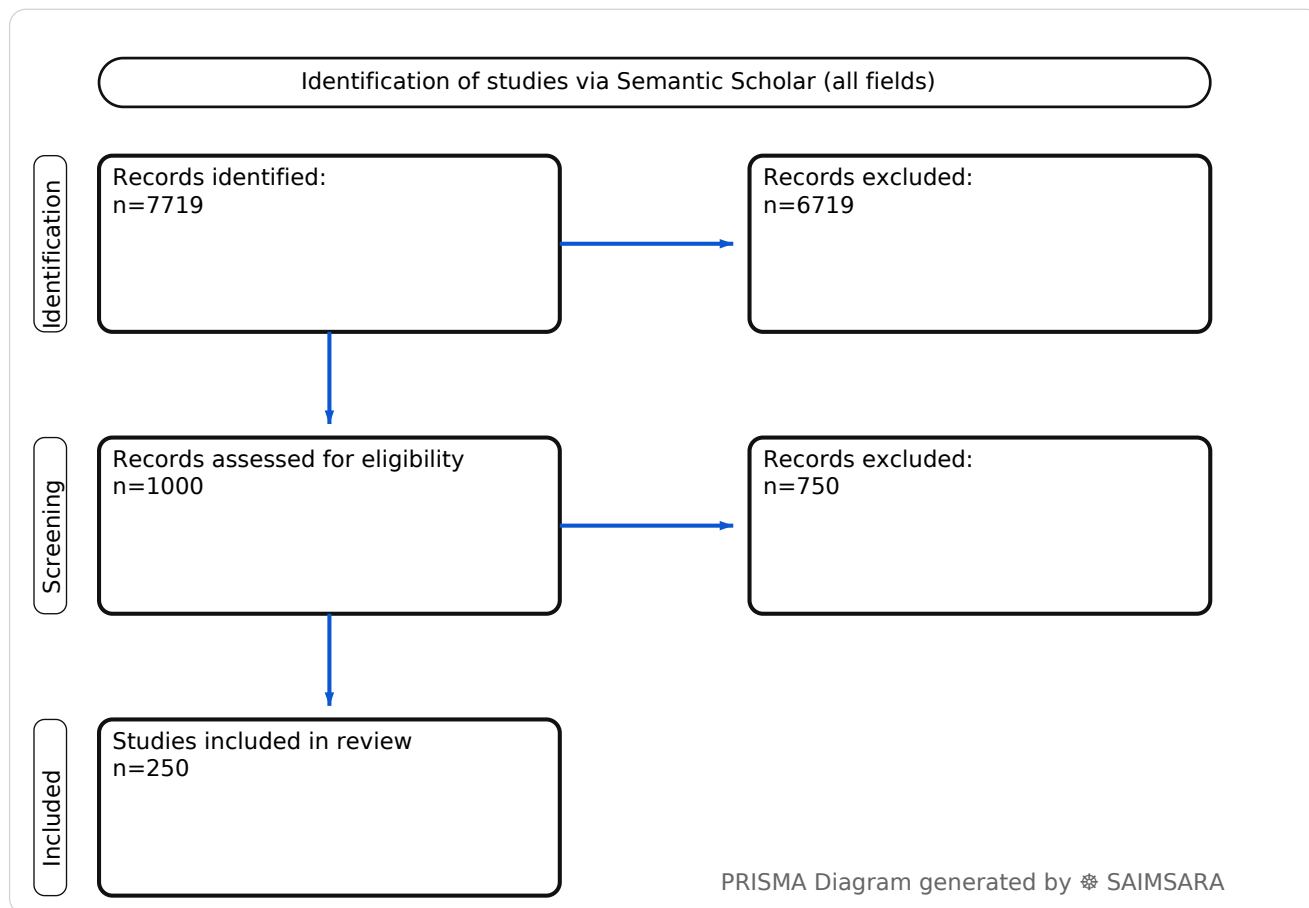 Identification of studies via Semantic Scholar (all fields)
Identification
Records identified:
n=7719
Records excluded:
n=6719
Screening
Records assessed for eligibility
n=1000
Records excluded:
n=750
Included
Studies included in review
n=250
PRISMA Diagram generated by ☸ SAIMSARA